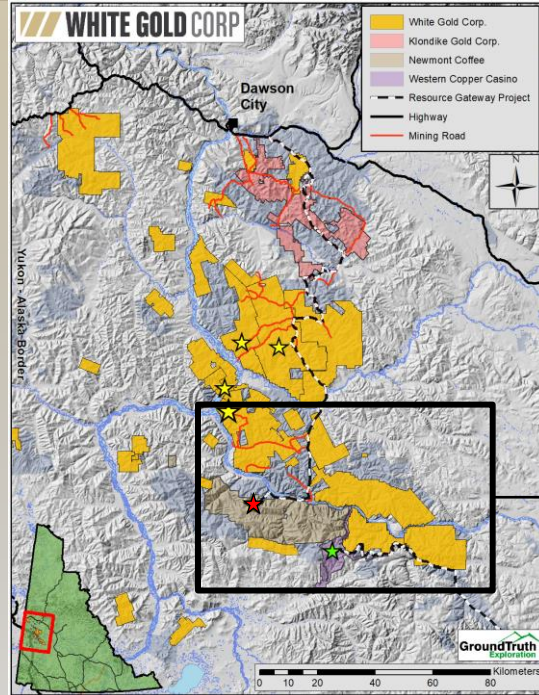 WHITE GOLD CORP
White Gold Corp.
Klondike Gold Corp.
Newmont Coffee
Western Copper Casino
Resource Gateway Project
Highway
Mining Road
N
Dawson
City
Yukon - Alaska Border
GroundTruth
Exploration
Kilometers
0 10 20 40 60 80